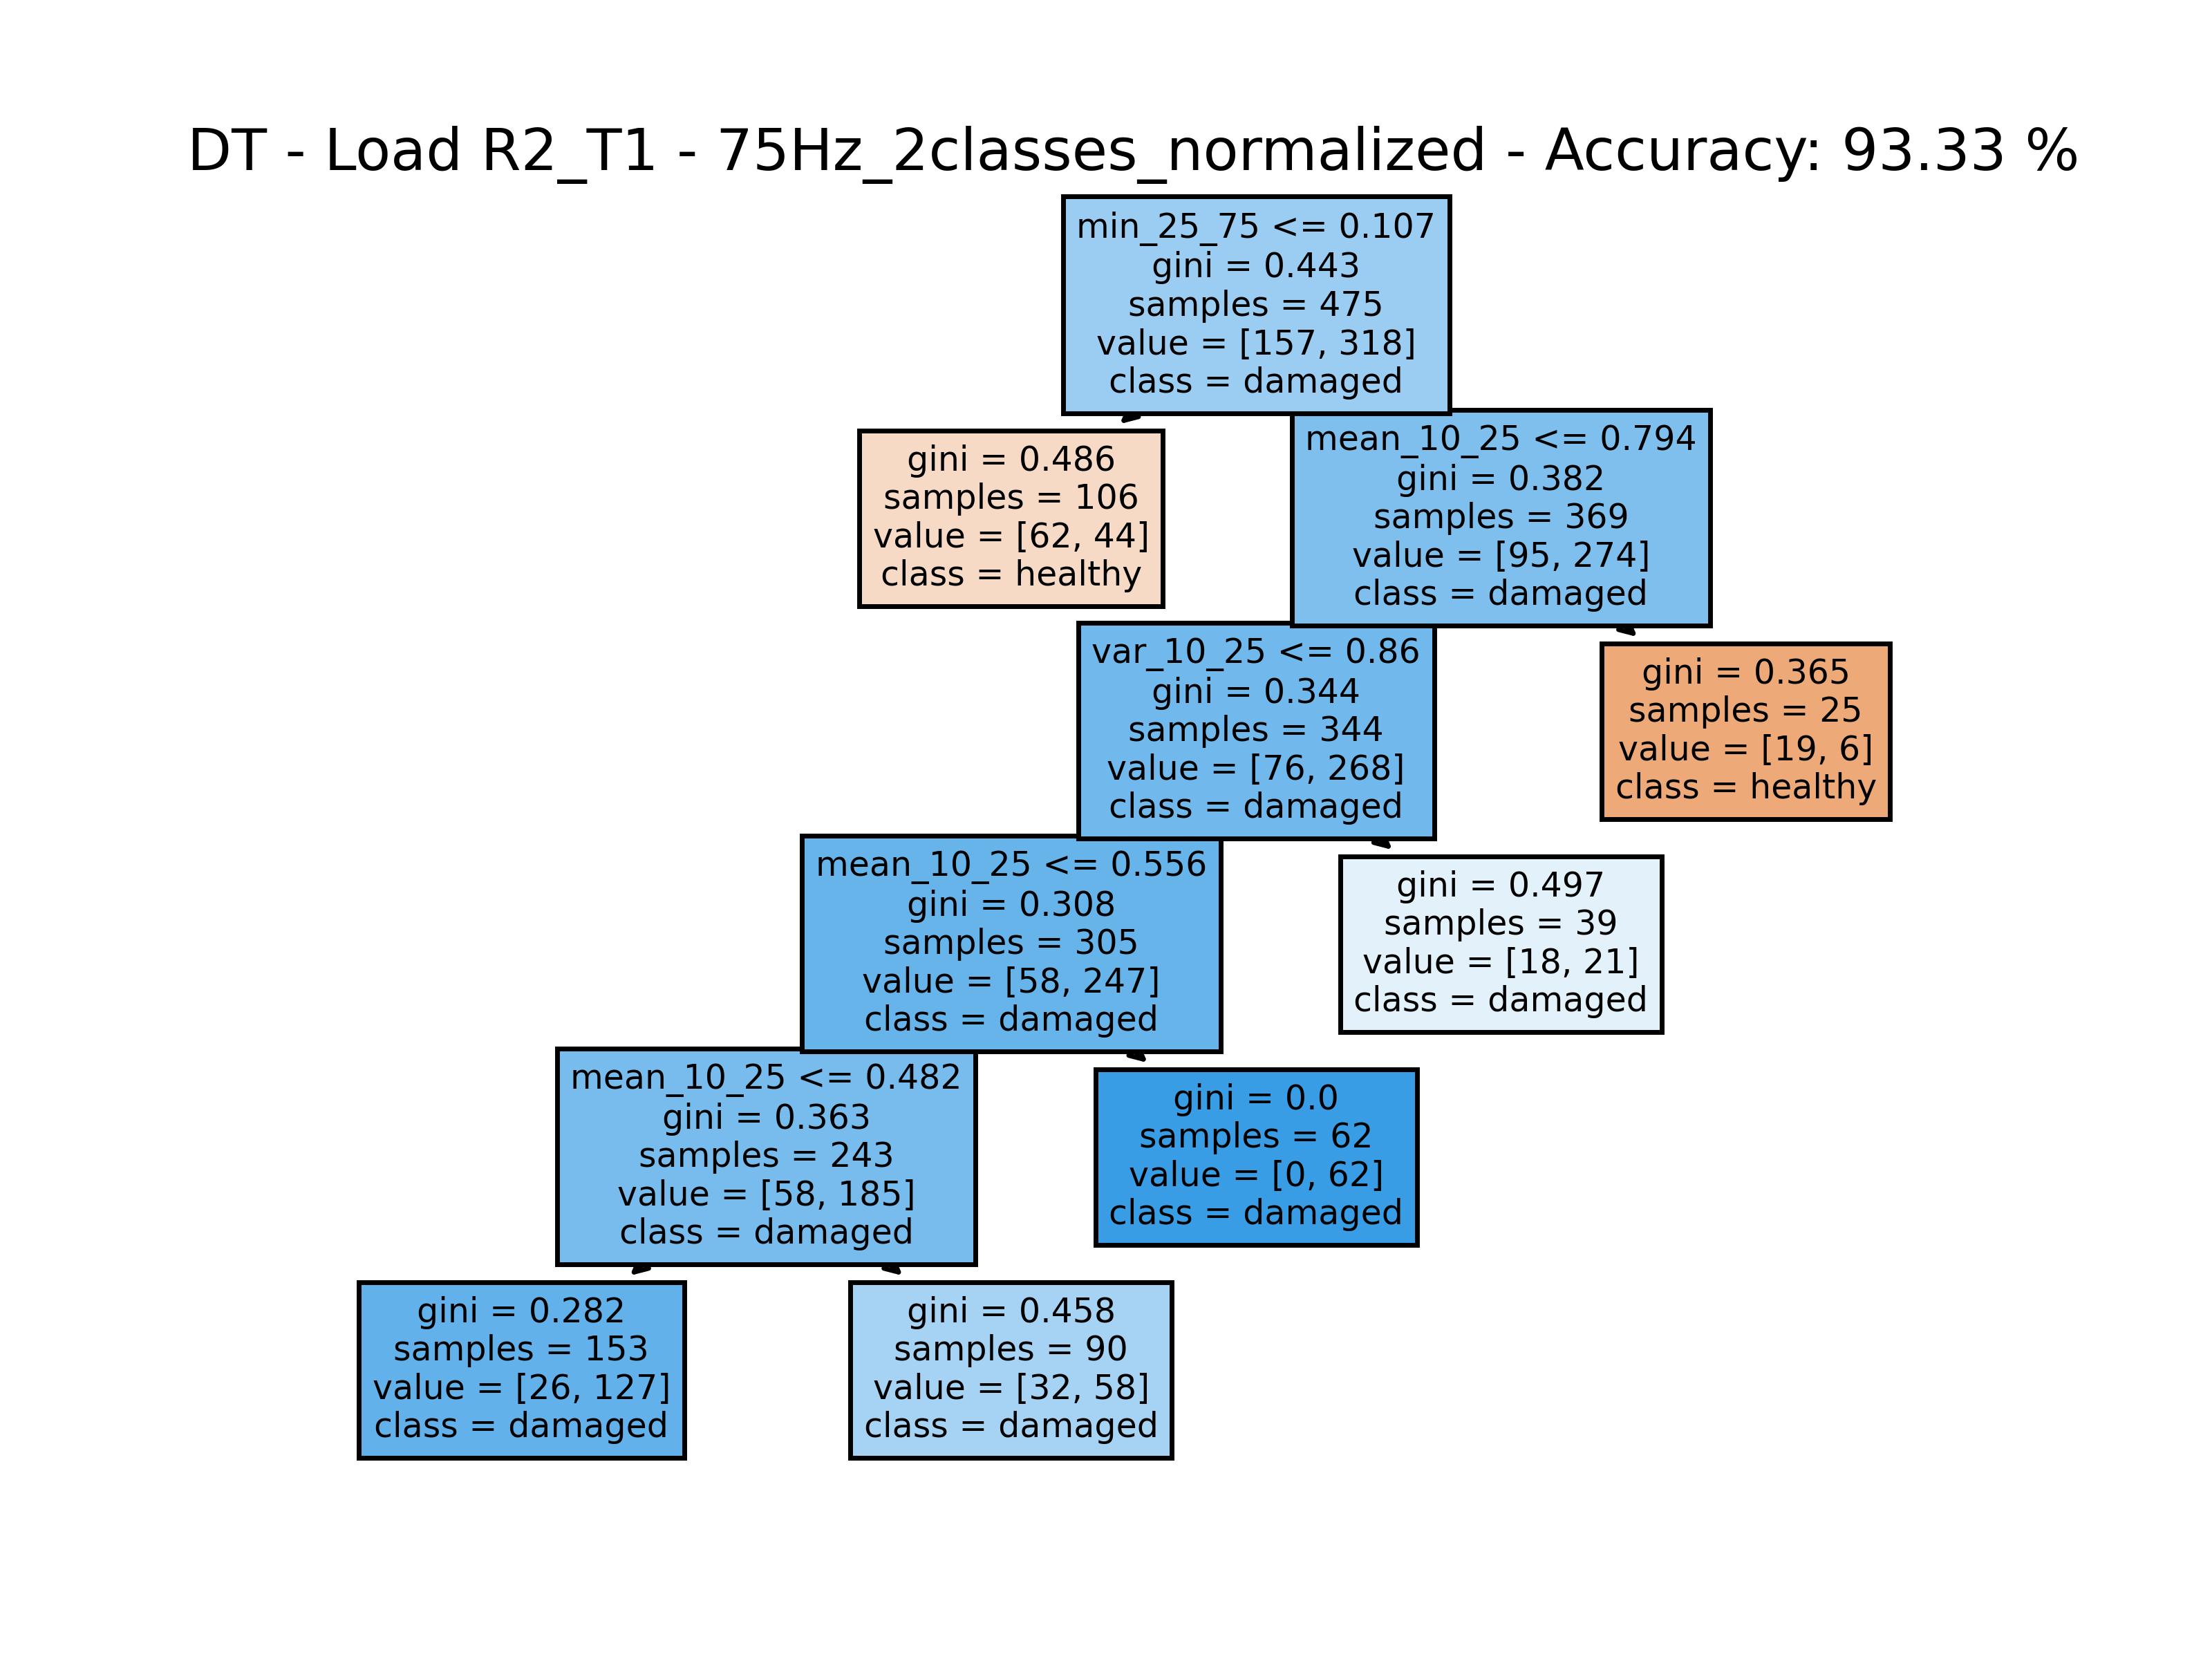 DT - Load R2_T1 - 75Hz_2classes_normalized - Accuracy: 93.33 %
min_25_75 <= 0.107
gini = 0.443
samples = 475
value = [157, 318]
class = damaged
gini = 0.486
samples = 106
value = [62, 44]
class = healthy
mean_10_25 <= 0.794
gini = 0.382
samples = 369
value = [95, 274]
class = damaged
var_10_25 <= 0.86
gini = 0.344
samples = 344
value = [76, 268]
class = damaged
gini = 0.365
samples = 25
value = [19, 6]
class = healthy
mean_10_25 <= 0.556
gini = 0.308
samples = 305
value = [58, 247]
class = damaged
gini = 0.497
samples = 39
value = [18, 21]
class = damaged
mean_10_25 <= 0.482
gini = 0.363
samples = 243
value = [58, 185]
class = damaged
gini = 0.0
samples = 62
value = [0, 62]
class = damaged
gini = 0.282
samples = 153
value = [26, 127]
class = damaged
gini = 0.458
samples = 90
value = [32, 58]
class = damaged